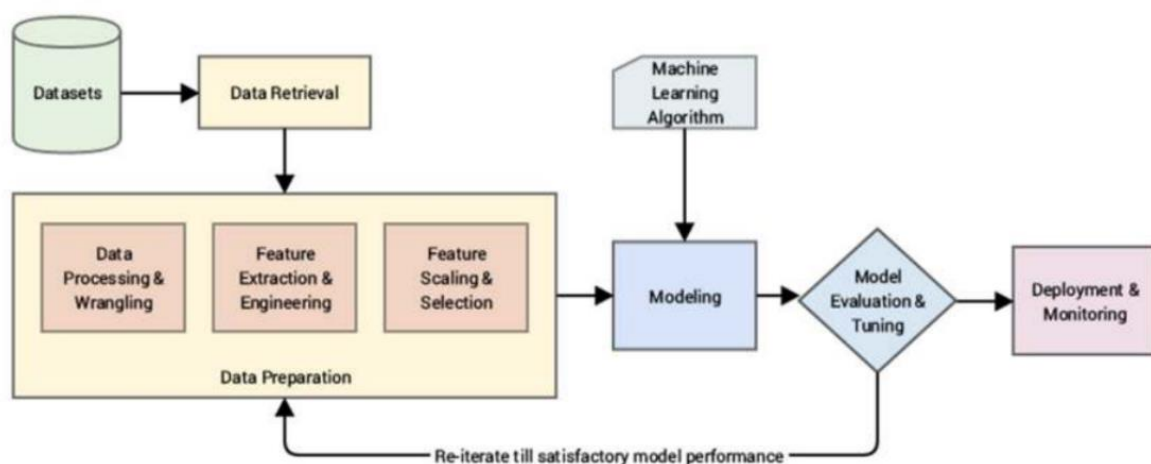 Datasets
Data Retrieval
Machine
Learning
Algorithm
Data
Processing &
Wrangling
Feature
Extraction &
Engineering
Feature
Scaling &
Selection
Data Preparation
Modeling
Model
Evaluation &
Tuning
Deployment &
Monitoring
Re-iterate till satisfactory model performance